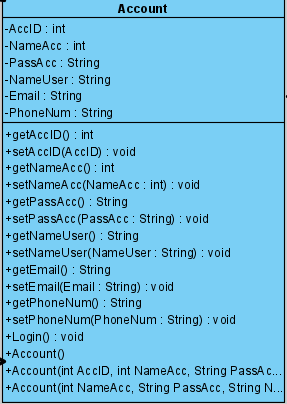 Account
-AccID : int
-NameAcc : int
-PassAcc : String
-NameUser : String
-Email : String
-PhoneNum : String
+getAccID() : int
+setAccID(AccID) : void
+getNameAcc() : int
+setNameAcc(NameAcc : int) : void
+getPassAcc() : String
+setPassAcc(PassAcc : String) : void
+getNameUser() : String
+setNameUser(NameUser : String) : void
+getEmail() : String
+setEmail(Email : String) : void
+getPhoneNum() : String
+setPhoneNum(PhoneNum : String) : void
+Login() : void
+Account()
+Account(int AccID, int NameAcc, String PassAc...
+Account(int NameAcc, String PassAcc, String N...